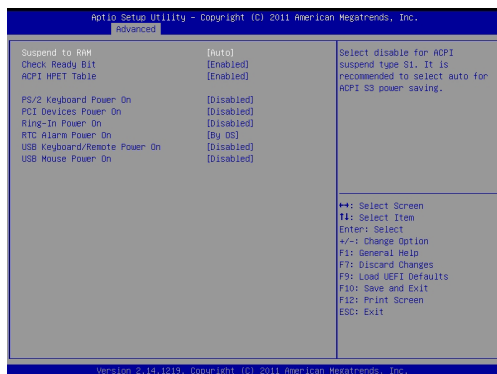 Aptio Setup Utility - Copyright (C) 2011 American Megatrends, Inc.
Advanced
Suspend to RAM [Auto]
Check Ready Bit [Enabled]
ACPI HPET Table [Enabled]
PS/2 Keyboard Power On [Disabled]
PCI Devices Power On [Disabled]
Ring-In Power On [Disabled]
RTC Alarm Power On [By OS]
USB Keyboard/Remote Power On [Disabled]
USB Mouse Power On [Disabled]
Select disable for ACPI
suspend type S1. It is
recommended to select auto for
ACPI S3 power saving.
↔: Select Screen
↑↓: Select Item
Enter: Select
+/-: Change Option
F1: General Help
F7: Discard Changes
F9: Load UEFI Defaults
F10: Save and Exit
F12: Print Screen
ESC: Exit
Version 2.14.1219. Copyright (C) 2011 American Megatrends, Inc.